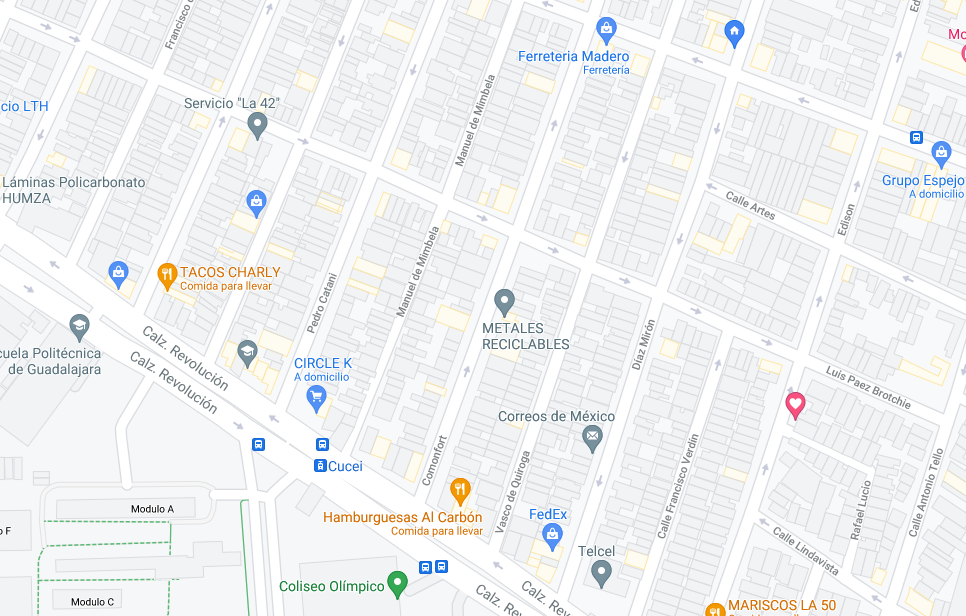 Francisco
Mo
Ferreteria Madero
Ferretería
Manuel de Mimbela
cio LTH
Servicio "La 42"
Láminas Policarbonato
HUMZA
Grupo Espejo
A domicilio
Calle Artes
Edison
TACOS CHARLY
Comida para llevar
Manuel de Mimbela
Pedro Catani
METALES
RECICLABLES
Díaz Mirón
cuela Politécnica
de Guadalajara
Calz. Revolución
Calz. Revolución
CIRCLE K
A domicilio
Luis Paez Brotchie
Correos de México
Comonfort
Vasco de Quiroga
Calle Francisco Verdín
Rafael Lucio
Calle Antonio Tello
Cucei
Hamburguesas Al Carbón
Comida para llevar
Modulo A
FedEx
o F
Calle Lindavista
Telcel
Coliseo Olímpico
Calz. Revolución
Calz. Re
Modulo C
MARISCOS LA 50